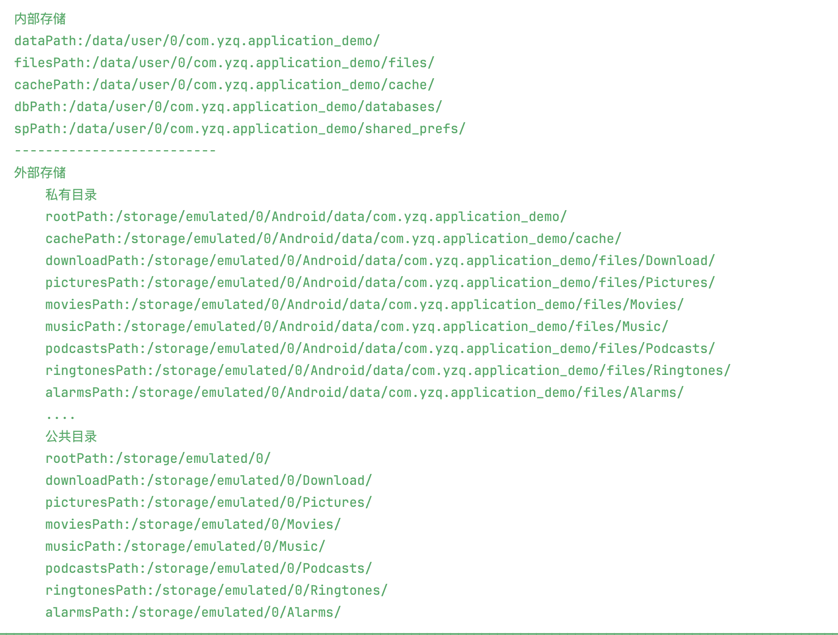 内部存储
dataPath:/data/user/0/com.yzq.application_demo/
filesPath:/data/user/0/com.yzq.application_demo/files/
cachePath:/data/user/0/com.yzq.application_demo/cache/
dbPath:/data/user/0/com.yzq.application_demo/databases/
spPath:/data/user/0/com.yzq.application_demo/shared_prefs/
--------------------------
外部存储
私有目录
rootPath:/storage/emulated/0/Android/data/com.yzq.application_demo/
cachePath:/storage/emulated/0/Android/data/com.yzq.application_demo/cache/
downloadPath:/storage/emulated/0/Android/data/com.yzq.application_demo/files/Download/
picturesPath:/storage/emulated/0/Android/data/com.yzq.application_demo/files/Pictures/
moviesPath:/storage/emulated/0/Android/data/com.yzq.application_demo/files/Movies/
musicPath:/storage/emulated/0/Android/data/com.yzq.application_demo/files/Music/
podcastsPath:/storage/emulated/0/Android/data/com.yzq.application_demo/files/Podcasts/
ringtonesPath:/storage/emulated/0/Android/data/com.yzq.application_demo/files/Ringtones/
alarmsPath:/storage/emulated/0/Android/data/com.yzq.application_demo/files/Alarms/
....
公共目录
rootPath:/storage/emulated/0/
downloadPath:/storage/emulated/0/Download/
picturesPath:/storage/emulated/0/Pictures/
moviesPath:/storage/emulated/0/Movies/
musicPath:/storage/emulated/0/Music/
podcastsPath:/storage/emulated/0/Podcasts/
ringtonesPath:/storage/emulated/0/Ringtones/
alarmsPath:/storage/emulated/0/Alarms/